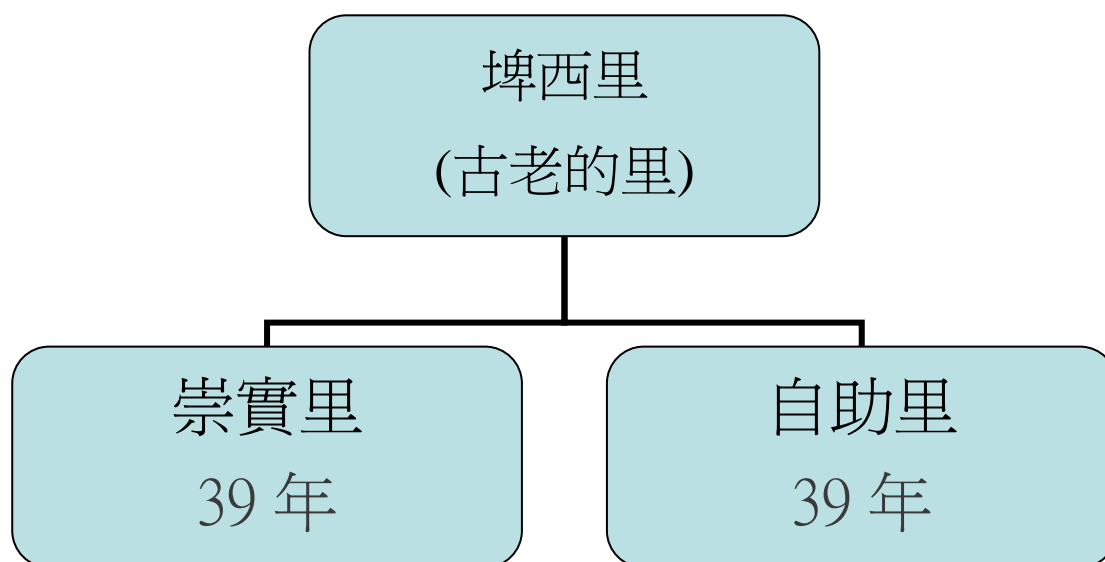 埤西里
(古老的里)
崇實里
39 年
自助里
39 年